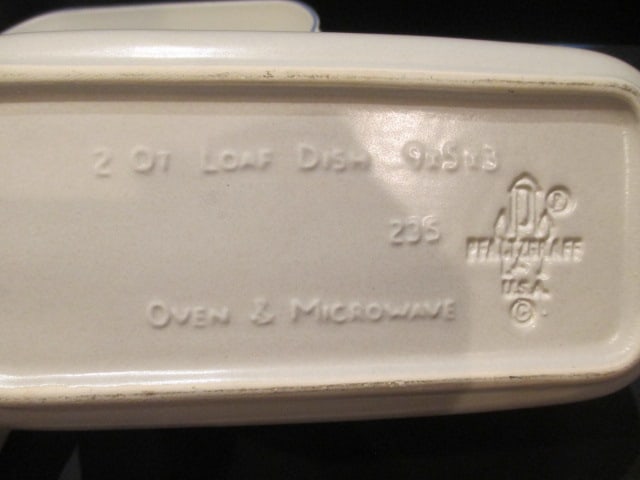 2 QT LOAF DISH 9x5x3
236
P ®
PFALTZGRAFF
U.S.A.
©
OVEN & MICROWAVE